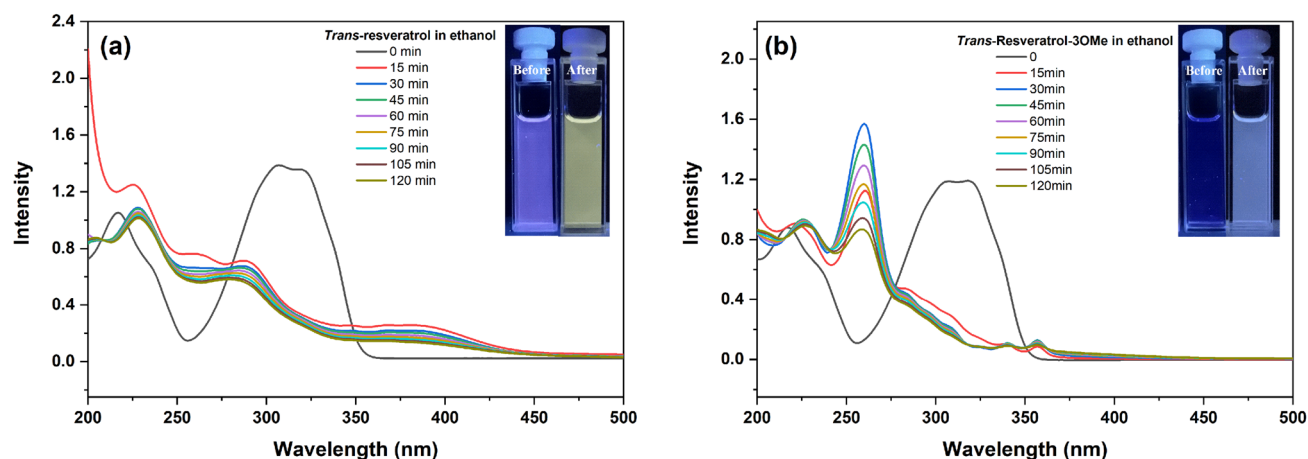 (a)
Trans-resveratrol in ethanol
0 min
15 min
30 min
45 min
60 min
75 min
90 min
105 min
120 min
Before After
2.4
2.0
1.6
1.2
0.8
0.4
0.0
Intensity
200 250 300 350 400 450 500
Wavelength (nm)
(b)
Trans-Resveratrol-3OMe in ethanol
0
15min
30min
45min
60min
75min
90min
105min
120min
Before After
2.0
1.6
1.2
0.8
0.4
0.0
Intensity
200 250 300 350 400 450 500
Wavelength (nm)